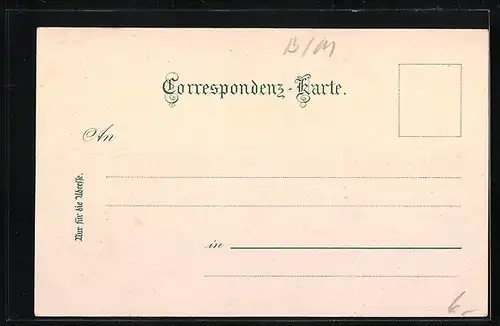 B/M
Correspondenz-Karte.
An
Nur für die Adresse.
in
6.-